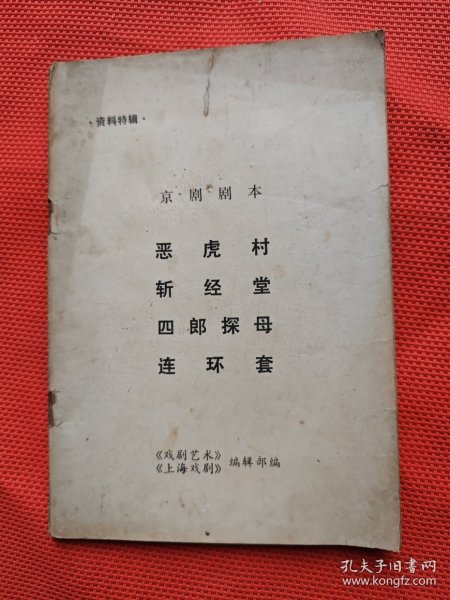 ·资料特辑·
京剧剧本
恶虎村
斩经堂
四郎探母
连环套
《戏剧艺术》
《上海戏剧》编辑部编
孔夫子旧书网
www.kongfz.com